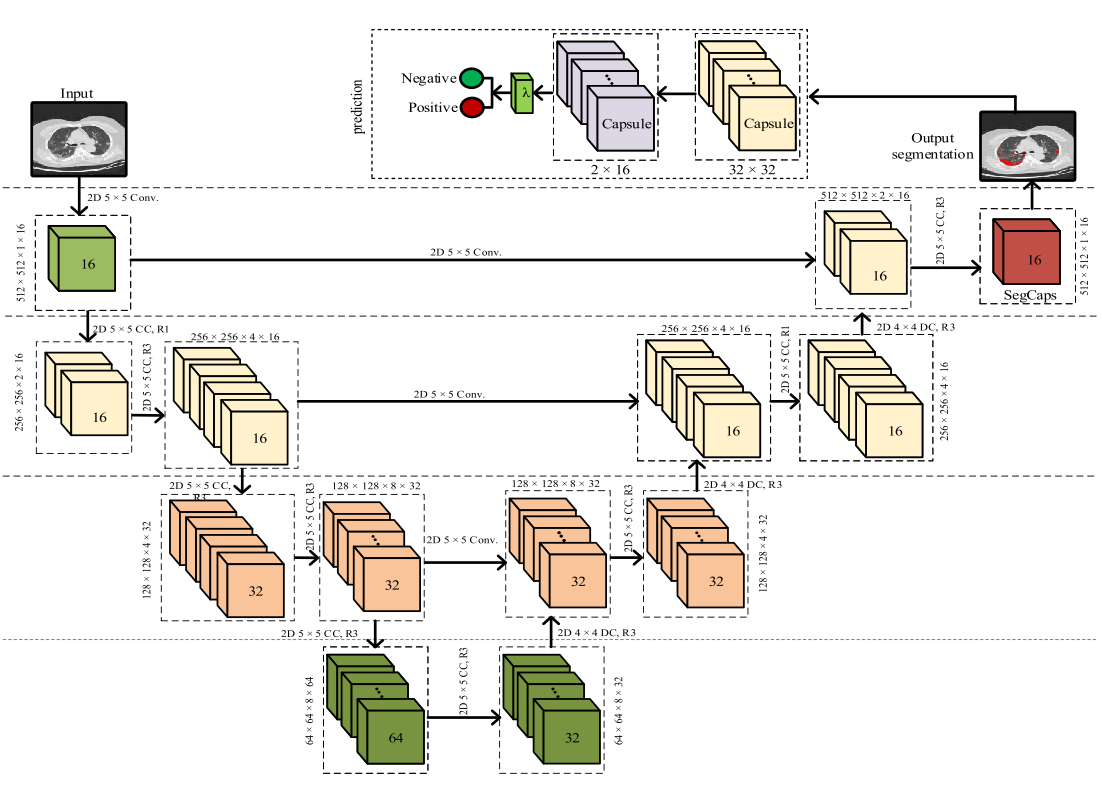 Input
prediction
Negative
Positive
λ
Capsule
Capsule
2 × 16
32 × 32
Output
segmentation
2D 5 × 5 Conv.
512 × 512 × 1 × 16
16
2D 5 × 5 Conv.
512 × 512 × 2 × 16
16
2D 5 × 5 CC, R3
16
SegCaps
512 × 512 × 1 × 16
2D 5 × 5 CC, R1
256 × 256 × 2 × 16
16
2D 5 × 5 CC, R3
256 × 256 × 4 × 16
16
2D 5 × 5 Conv.
256 × 256 × 4 × 16
16
2D 5 × 5 CC, R1
2D 4 × 4 DC, R3
16
256 × 256 × 4 × 16
2D 5 × 5 CC,
R3
128 × 128 × 4 × 32
32
2D 5 × 5 CC, R3
128 × 128 × 8 × 32
32
2D 5 × 5 Conv.
128 × 128 × 8 × 32
32
2D 5 × 5 CC, R3
2D 4 × 4 DC, R3
32
128 × 128 × 4 × 32
2D 5 × 5 CC, R3
64 × 64 × 8 × 64
64
2D 5 × 5 CC, R3
2D 4 × 4 DC, R3
32
64 × 64 × 8 × 32